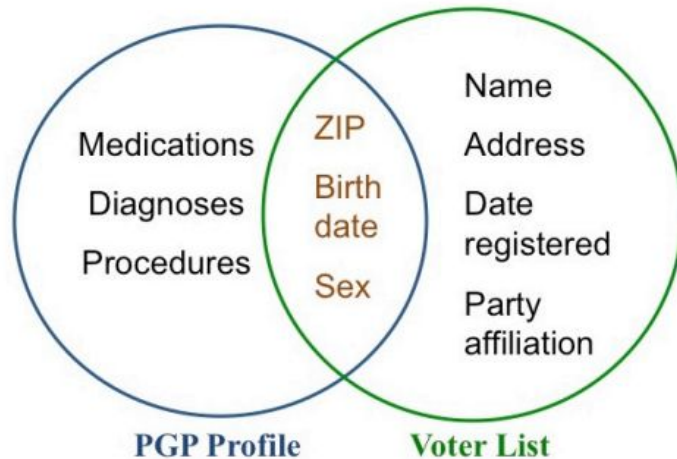 Medications
Diagnoses
Procedures
ZIP
Birth
date
Sex
Name
Address
Date
registered
Party
affiliation
PGP Profile
Voter List